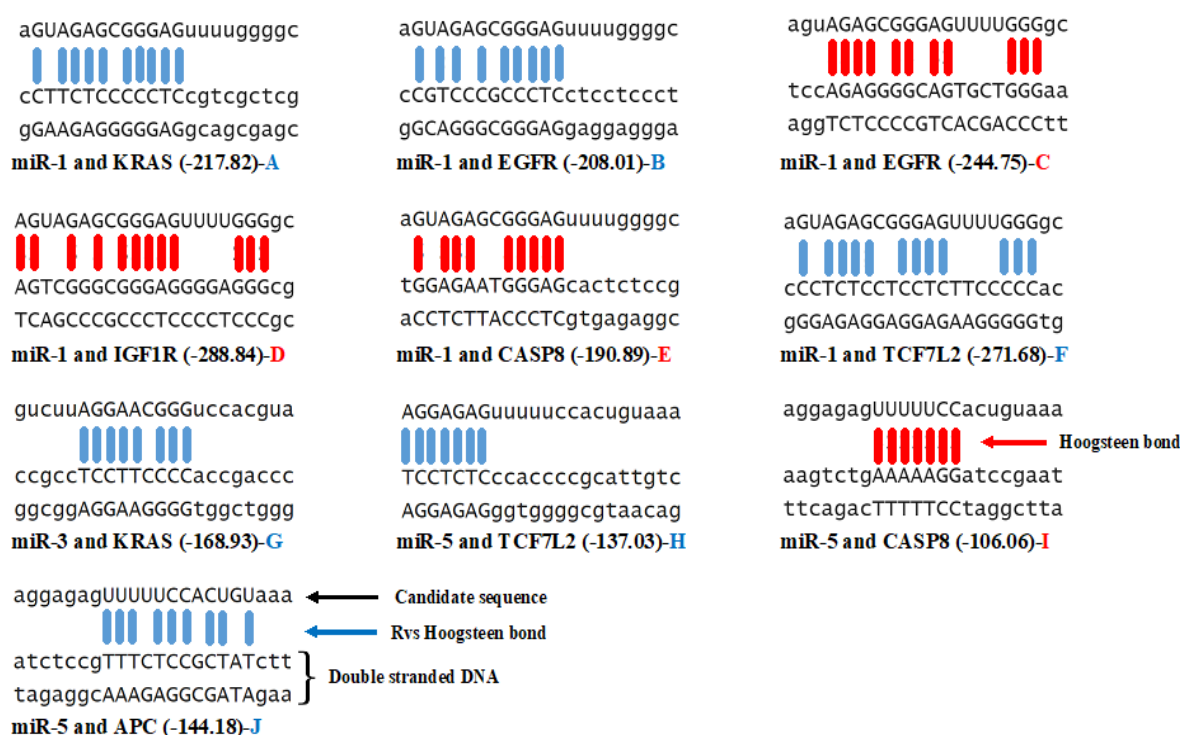 aGUAGAGCGGGAGuuuuggggc
cCTTCTCCCCCTCcgtcgctcg
gGAAGAGGGGGAGgcagcgagc
miR-1 and KRAS (-217.82)-A
aGUAGAGCGGGAGuuuuggggc
cCGTCCCGCCCTCctcctccct
gGCAGGGCGGGAGgaggaggga
miR-1 and EGFR (-208.01)-B
aguAGAGCGGGAGUUUUGGGgc
tccAGAGGGGCAGTGCTGGGaa
aggTCTCCCCGTCACGACCCtt
miR-1 and EGFR (-244.75)-C
AGUAGAGCGGGAGUUUUGGGgc
AGTCGGGCGGGAGGGGAGGGcg
TCAGCCCGCCCTCCCCTCCCgc
miR-1 and IGF1R (-288.84)-D
aGUAGAGCGGGAGuuuuggggc
tGGAGAATGGGAGcactctccg
aCCTCTTACCCTCgtgagaggc
miR-1 and CASP8 (-190.89)-E
aGUAGAGCGGGAGUUUUGGGgc
cCCTCTCCTCCTCTTCCCCCac
gGGAGAGGAGGAGAAGGGGGtg
miR-1 and TCF7L2 (-271.68)-F
gucuuAGGAACGGGuccacgua
ccgccTCCTTCCCCaccgaccc
ggcggAGGAAGGGGtggctggg
miR-3 and KRAS (-168.93)-G
AGGAGAGuuuuuccacuguaaa
TCCTCTCccaccccgcattgtc
AGGAGAGggtggggcgtaacag
miR-5 and TCF7L2 (-137.03)-H
aggagagUUUUUCCacuguaaa
Hoogsteen bond
aagtctgAAAAAGGatccgaat
ttcagacTTTTTCCtaggctta
miR-5 and CASP8 (-106.06)-I
aggagagUUUUUCCACUGUaaa
Candidate sequence
Rvs Hoogsteen bond
atctccgTTTCTCCGCTATctt
Double stranded DNA
tagaggcAAAGAGGCGATAgaa
miR-5 and APC (-144.18)-J